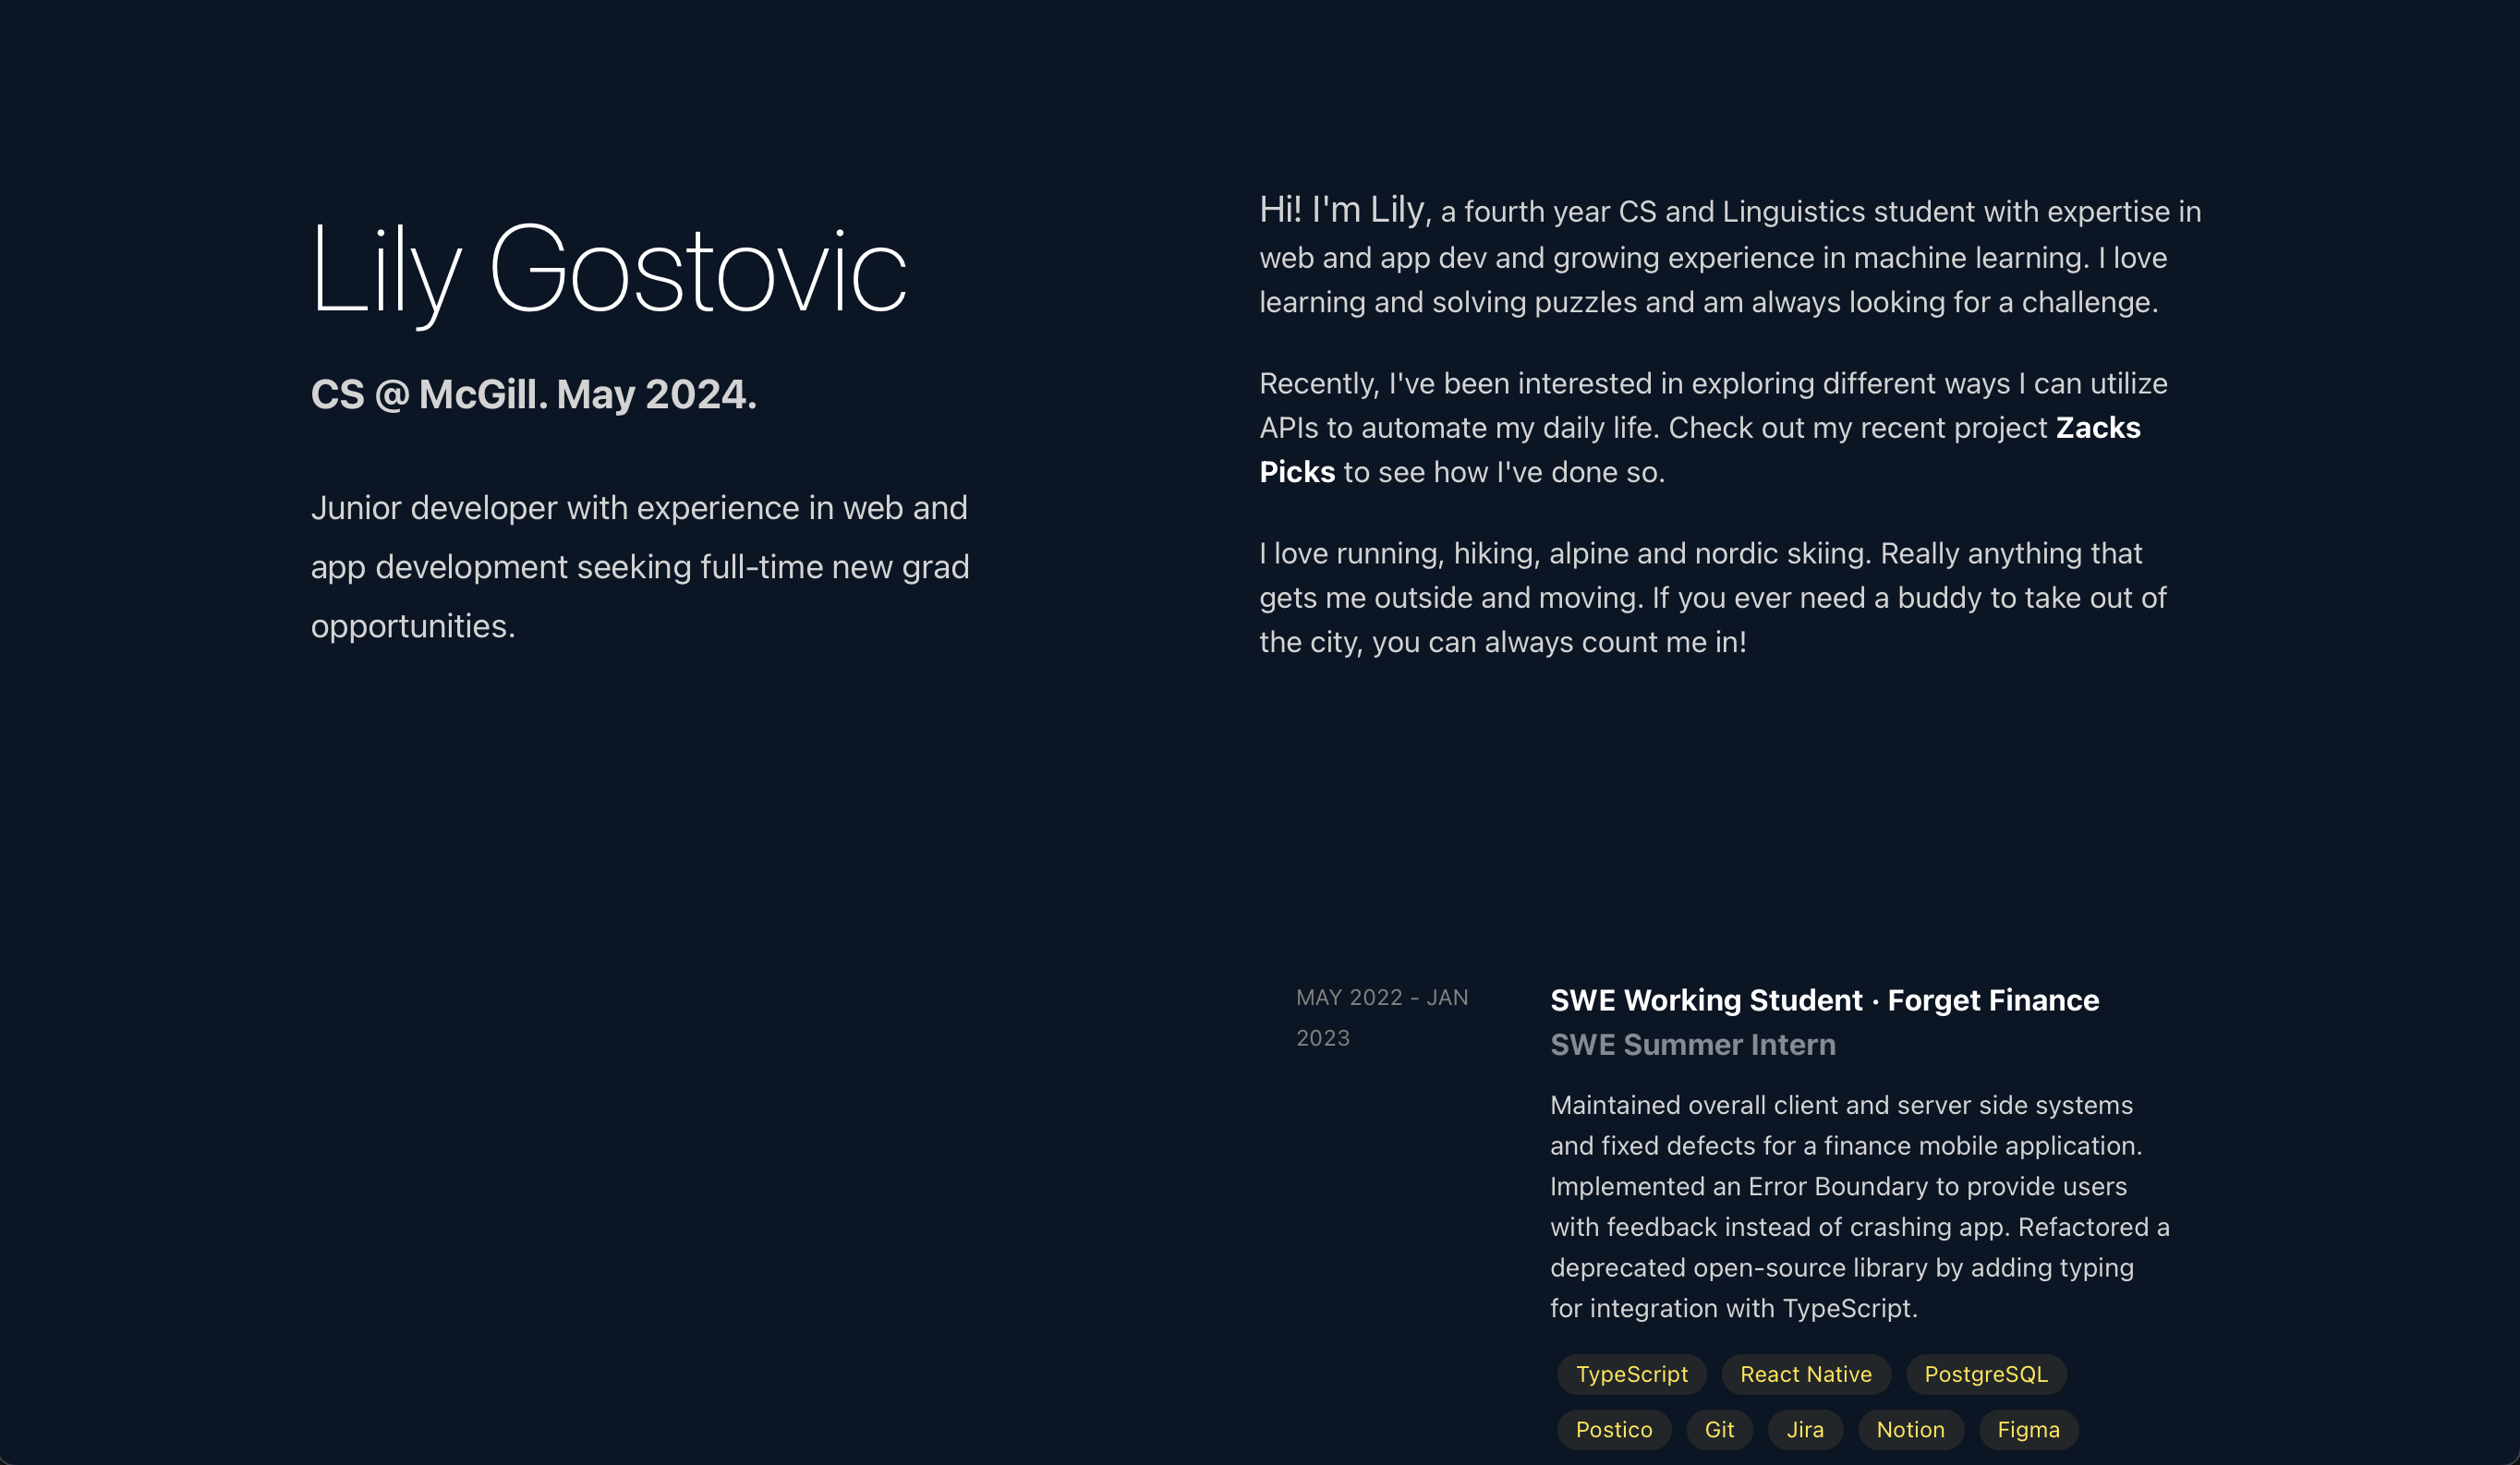 Lily Gostovic
CS @ McGill. May 2024.
Junior developer with experience in web and
app development seeking full-time new grad
opportunities.
Hi! I'm Lily, a fourth year CS and Linguistics student with expertise in
web and app dev and growing experience in machine learning. I love
learning and solving puzzles and am always looking for a challenge.
Recently, I've been interested in exploring different ways I can utilize
APIs to automate my daily life. Check out my recent project Zacks
Picks to see how I've done so.
I love running, hiking, alpine and nordic skiing. Really anything that
gets me outside and moving. If you ever need a buddy to take out of
the city, you can always count me in!
MAY 2022 - JAN
2023
SWE Working Student · Forget Finance
SWE Summer Intern
Maintained overall client and server side systems
and fixed defects for a finance mobile application.
Implemented an Error Boundary to provide users
with feedback instead of crashing app. Refactored a
deprecated open-source library by adding typing
for integration with TypeScript.
TypeScript React Native PostgreSQL
Postico Git Jira Notion Figma